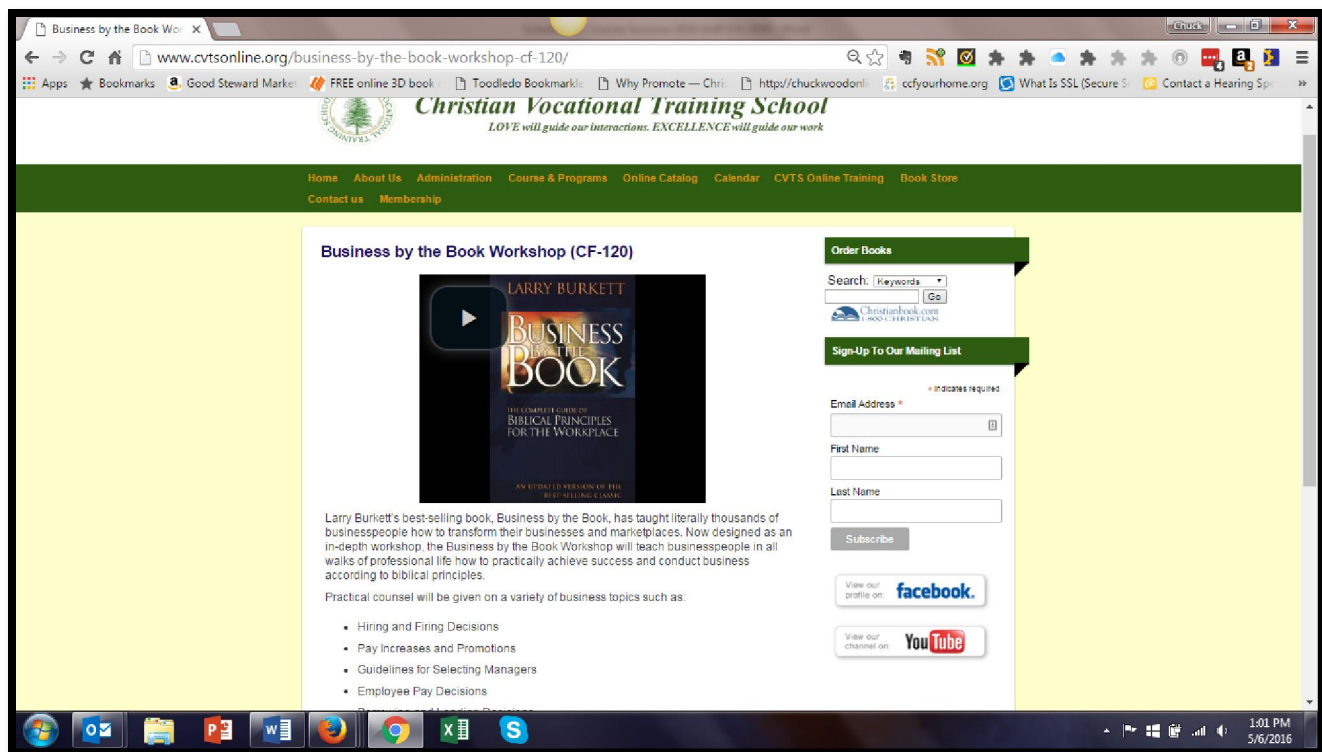 Business by the Book Wor
Chuck
www.cvtsonline.org/business-by-the-book-workshop-cf-120/
Apps Bookmarks Good Steward Market FREE online 3D book Toodledo Bookmarkle Why Promote — Chri http://chuckwoodonli ccfyourhome.org What Is SSL (Secure S Contact a Hearing Spe »
Christian Vocational Training School
LOVE will guide our interactions. EXCELLENCE will guide our work
Home About Us Administration Course & Programs Online Catalog Calendar CVTS Online Training Book Store
Contact us Membership
Business by the Book Workshop (CF-120)
LARRY BURKETT
BUSINESS
BY THE
BOOK
THE COMPLETE GUIDE OF
BIBLICAL PRINCIPLES
FOR THE WORKPLACE
AN UPDATED VERSION OF THE
BEST-SELLING CLASSIC
Larry Burkett's best-selling book, Business by the Book, has taught literally thousands of
businesspeople how to transform their businesses and marketplaces. Now designed as an
in-depth workshop, the Business by the Book Workshop will teach businesspeople in all
walks of professional life how to practically achieve success and conduct business
according to biblical principles.
Practical counsel will be given on a variety of business topics such as:
• Hiring and Firing Decisions
• Pay Increases and Promotions
• Guidelines for Selecting Managers
• Employee Pay Decisions
Order Books
Search: Keywords
Go
Christianbook.com
1-800-CHRISTIAN
Sign-Up To Our Mailing List
* indicates required
Email Address *
First Name
Last Name
Subscribe
View our
profile on: facebook.
View our
channel on: YouTube
1:01 PM
5/6/2016